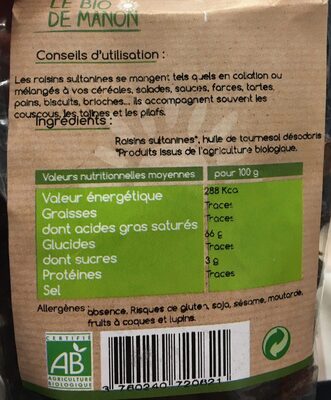 LE BIO
DE MANON
Conseils d'utilisation :
Les raisins sultanines se mangent tels quels en collation ou
mélangés à vos céréales, salades, sauces, farces, tartes,
pains, biscuits, brioches... ils accompagnent souvent les
couscous, les tajines et les pilafs.
Ingrédients :
Raisins sultanines*, huile de tournesol désodoris
*Produits issus de l'agriculture biologique.
Valeurs nutritionnelles moyennes pour 100 g
Valeur énergétique 288 Kca
Graisses Traces
dont acides gras saturés Traces
Glucides 66 g
dont sucres Traces
Protéines 3 g
Sel Traces
Allergènes : absence. Risques de gluten, soja, sésame, moutarde,
fruits à coques et lupins.
CERTIFIÉ
AB
AGRICULTURE
BIOLOGIQUE